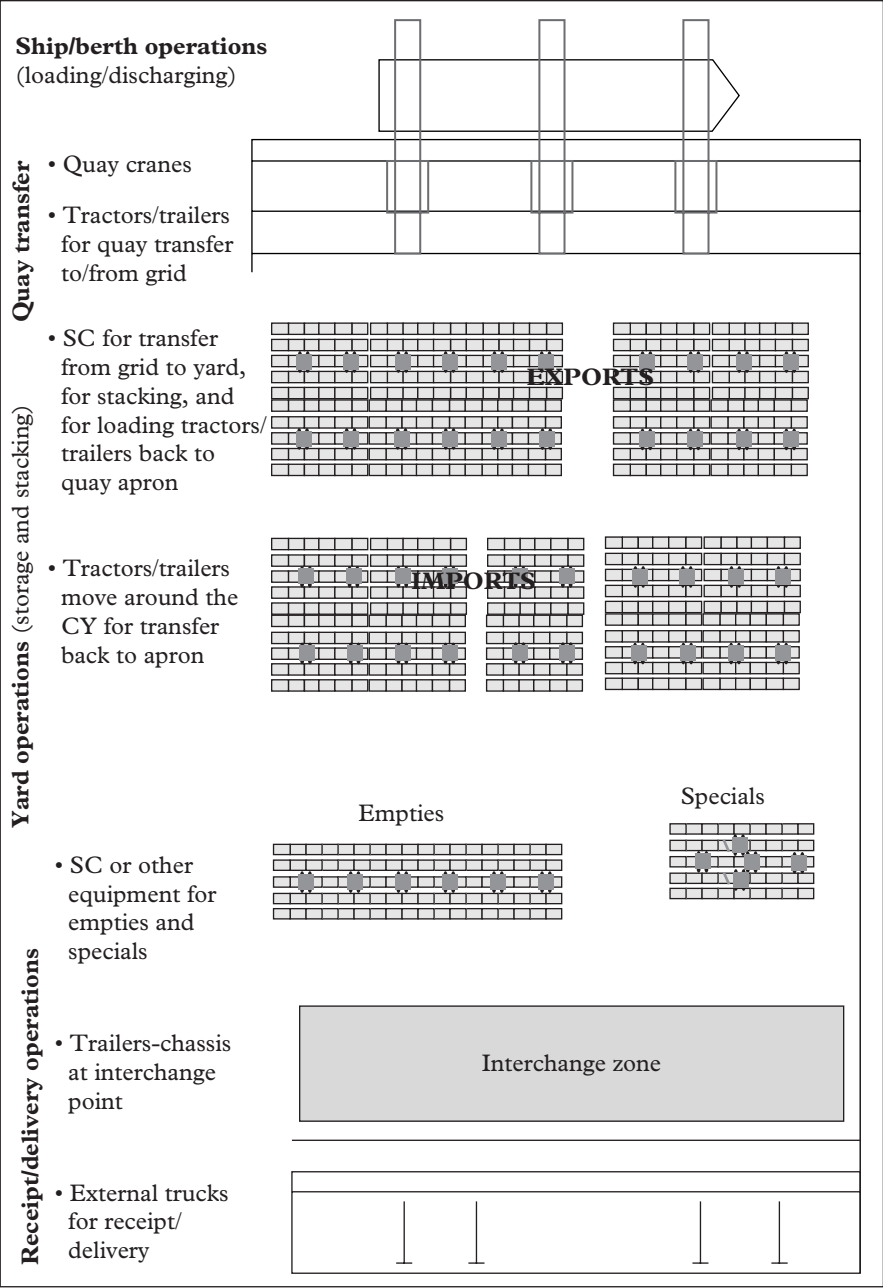 Ship/berth operations
(loading/discharging)
Quay transfer
• Quay cranes
• Tractors/trailers
for quay transfer
to/from grid
Yard operations (storage and stacking)
• SC for transfer
from grid to yard,
for stacking, and
for loading tractors/
trailers back to
quay apron
EXPORTS
• Tractors/trailers
move around the
CY for transfer
back to apron
IMPORTS
Empties
Specials
• SC or other
equipment for
empties and
specials
Receipt/delivery operations
• Trailers-chassis
at interchange
point
Interchange zone
• External trucks
for receipt/
delivery